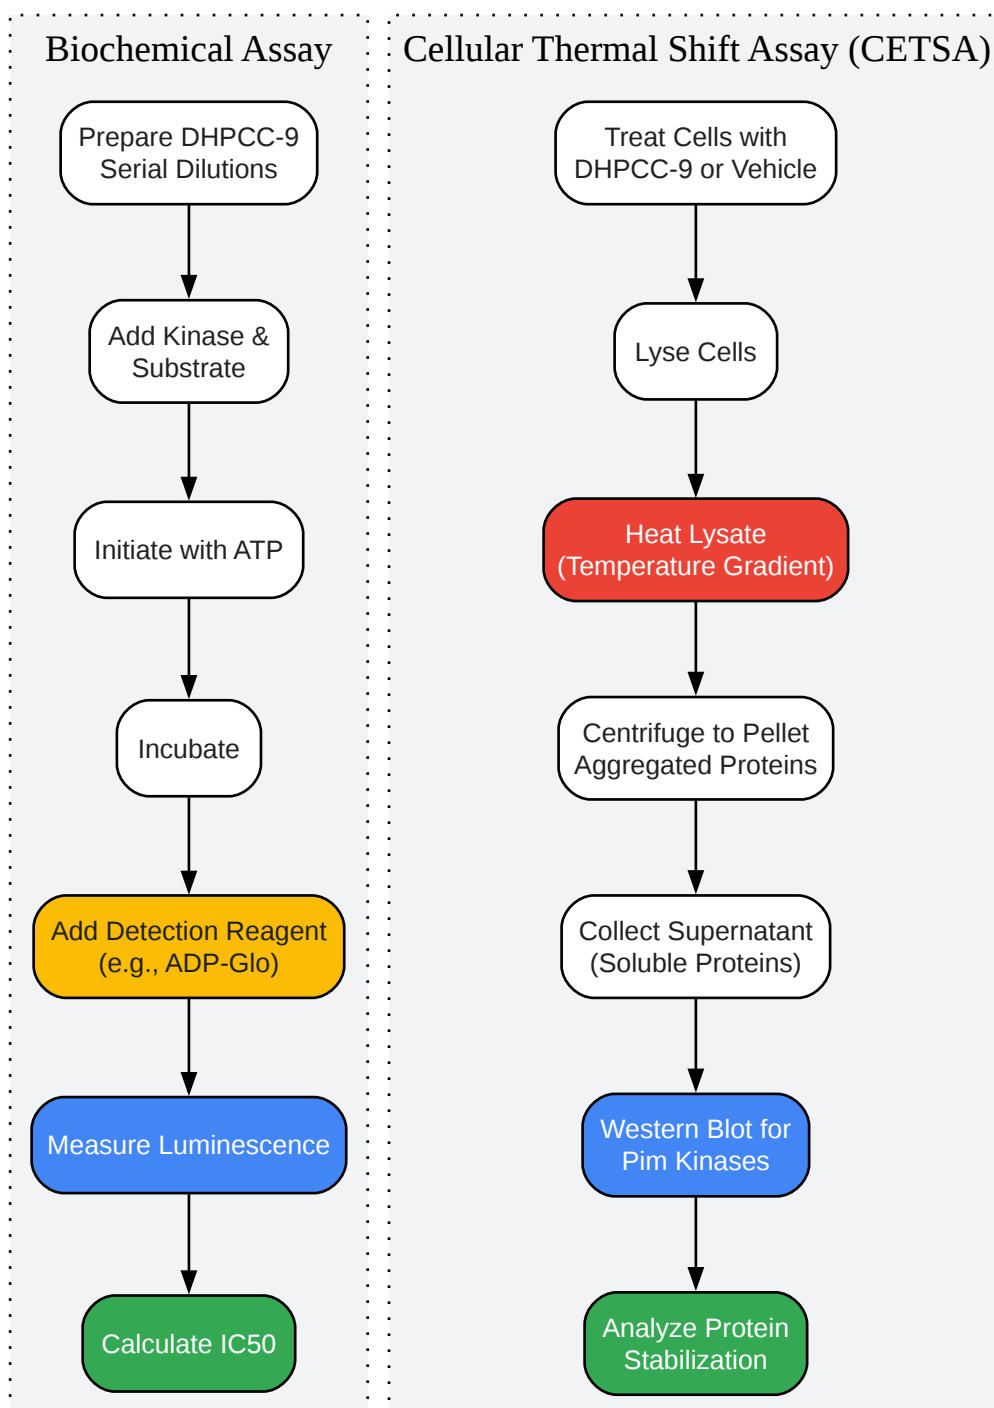 Biochemical Assay
Prepare DHPCC-9
Serial Dilutions
Add Kinase &
Substrate
Initiate with ATP
Incubate
Add Detection Reagent
(e.g., ADP-Glo)
Measure Luminescence
Calculate IC50
Cellular Thermal Shift Assay (CETSA)
Treat Cells with
DHPCC-9 or Vehicle
Lyse Cells
Heat Lysate
(Temperature Gradient)
Centrifuge to Pellet
Aggregated Proteins
Collect Supernatant
(Soluble Proteins)
Western Blot for
Pim Kinases
Analyze Protein
Stabilization